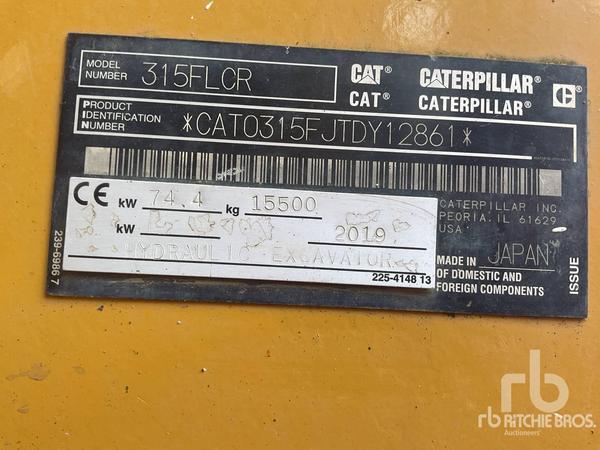 MODEL NUMBER 315FLCR CAT® CATERPILLAR®
CAT® CATERPILLAR® C
PRODUCT IDENTIFICATION NUMBER *CAT0315FJTDY12861*
CE kW 74.4 kg 15500
kW 2019
HYDRAULIC EXCAVATOR
225-4148 13
239-6986 7
CATERPILLAR INC.
PEORIA. IL 61629
USA
MADE IN JAPAN
OF DOMESTIC AND
FOREIGN COMPONENTS
ISSUE
rb
rb RITCHIE BROS.
Auctioneers